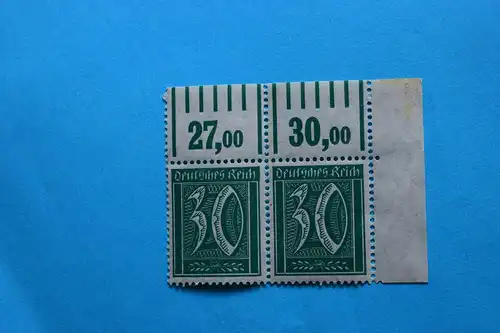 27,00 30,00
Deutsches Reich Deutsches Reich
30 30